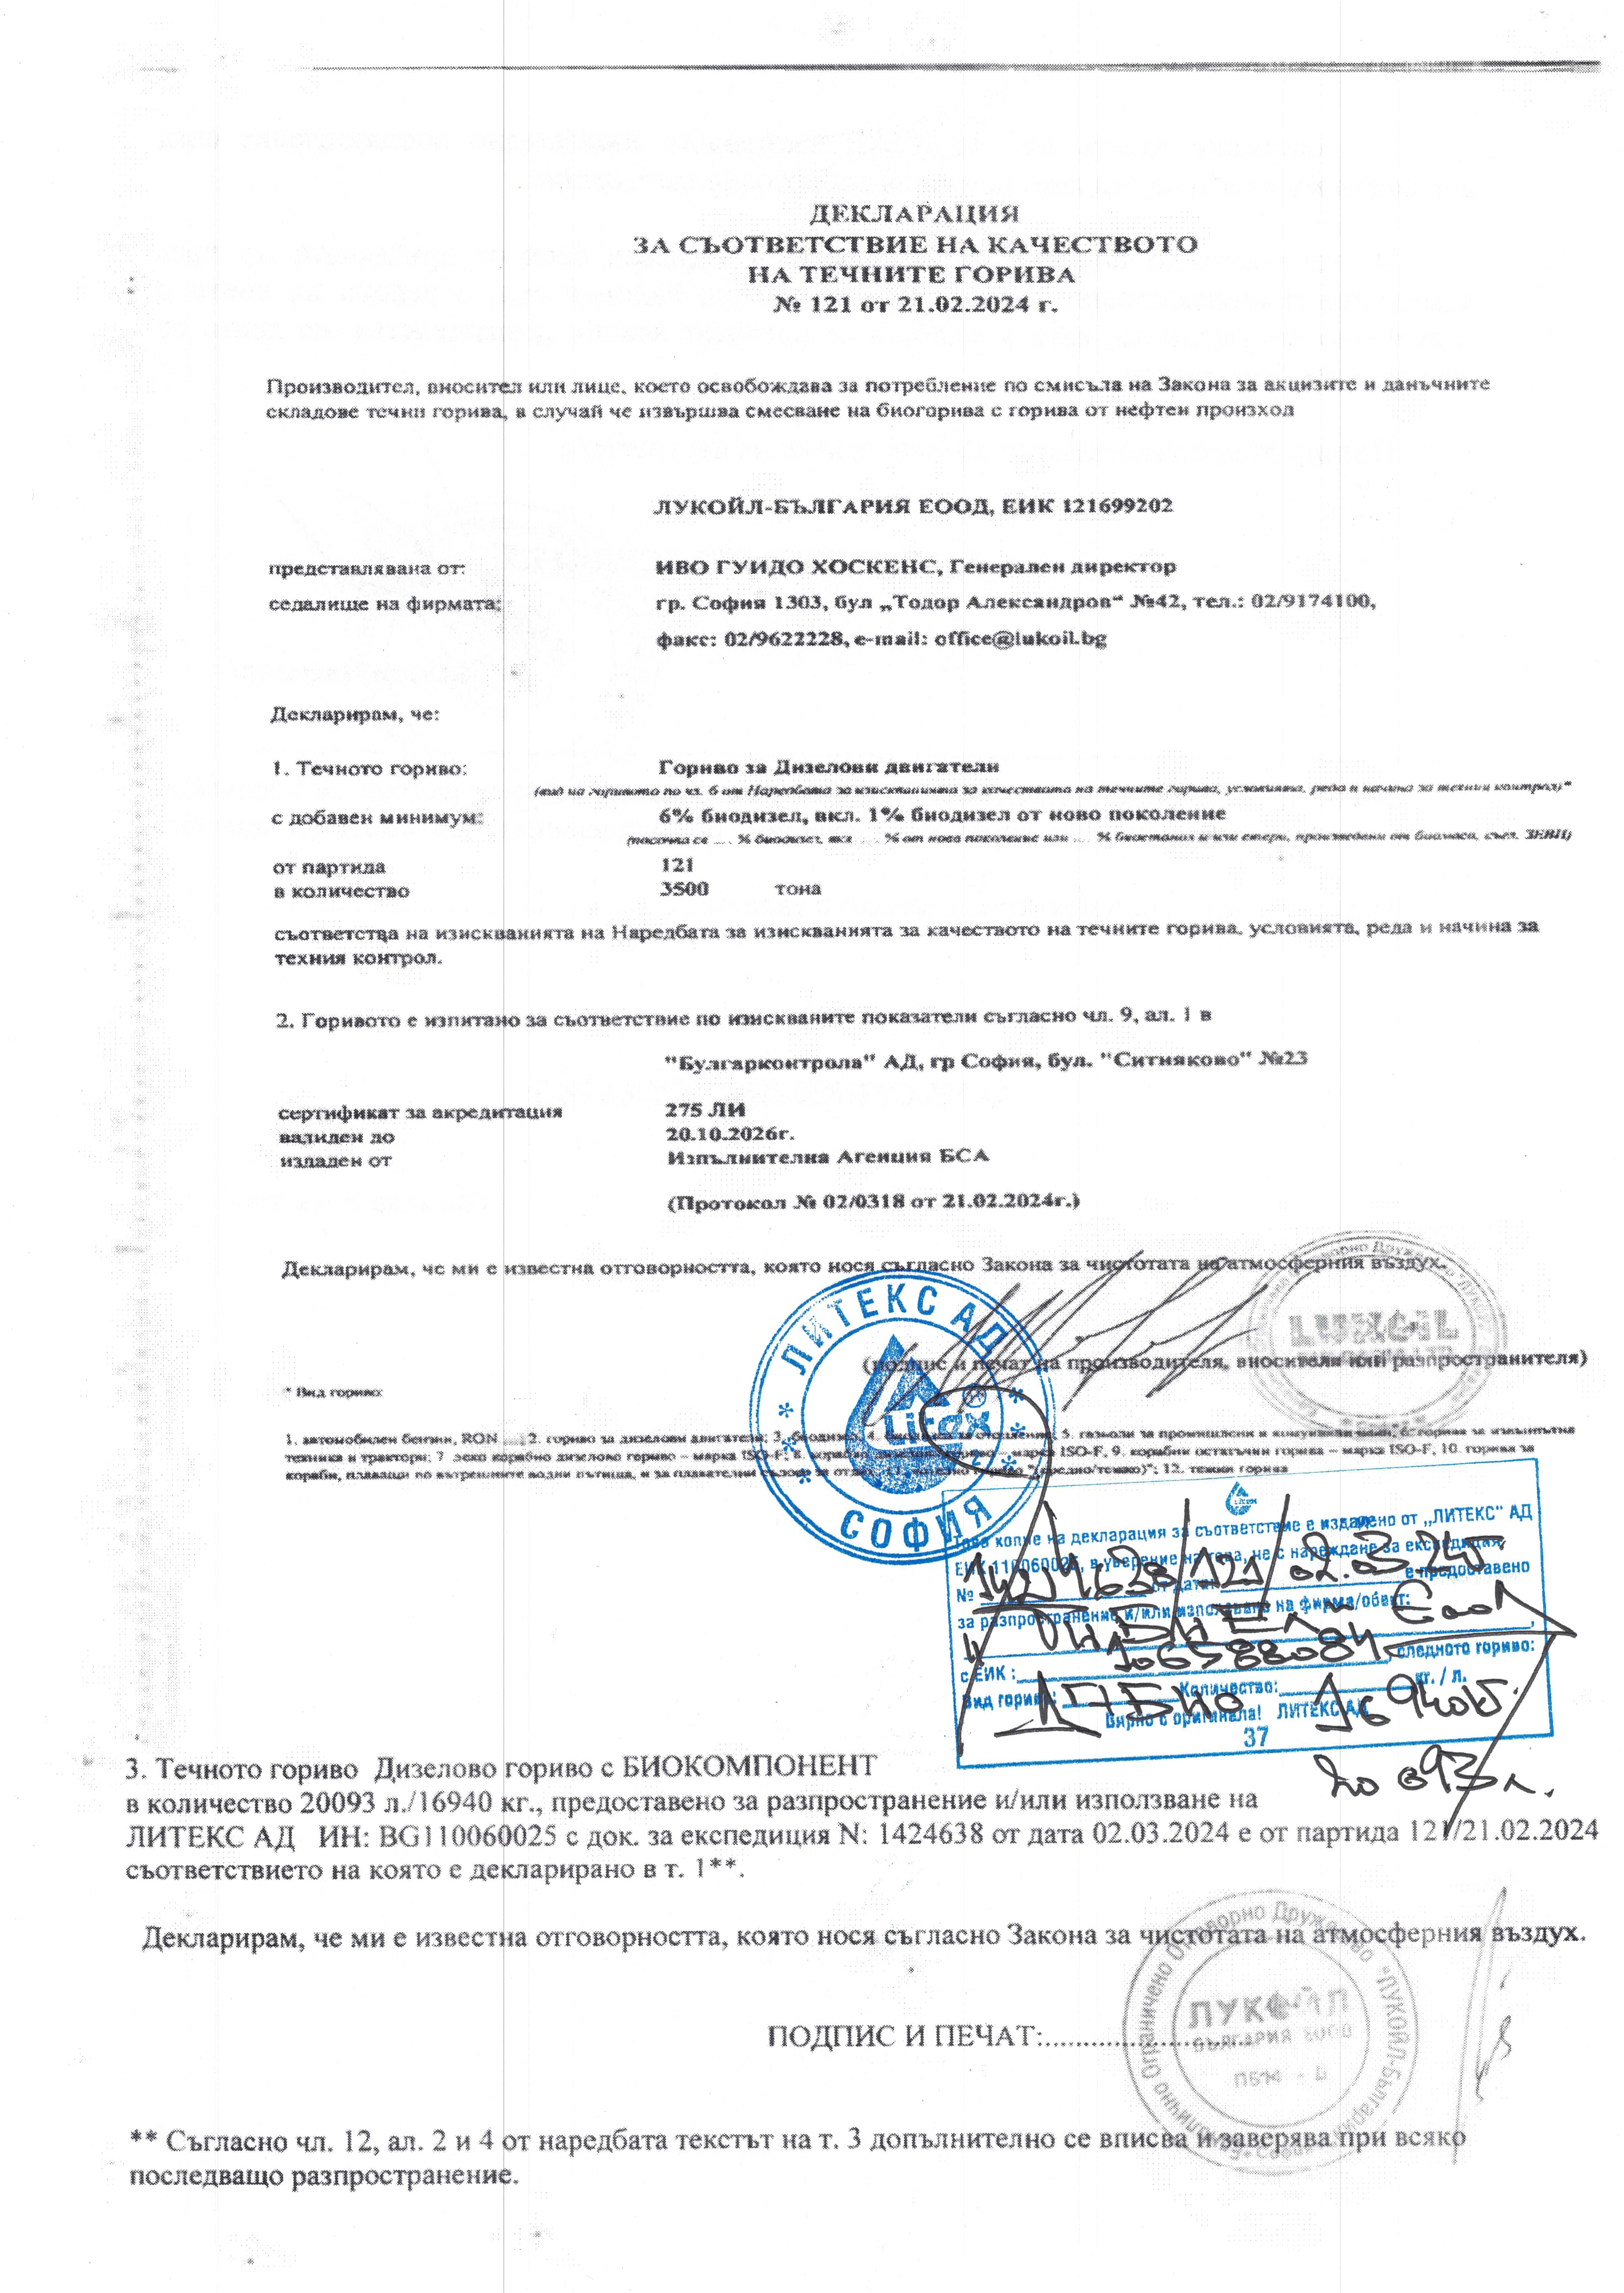 ДЕКЛАРАЦИЯ
ЗА СЪОТВЕТСТВИЕ НА КАЧЕСТВОТО
НА ТЕЧНИТЕ ГОРИВА
№ 121 от 21.02.2024 г.
Производител, вносител или лице, което освобождава за потребление по смисъла на Закона за акцизите и данъчните
складове течни горива, в случай че извършва смесване на биогорива с горива от нефтен произход
ЛУКОЙЛ-БЪЛГАРИЯ ЕООД, ЕИК 121699202
представлявана от: ИВО ГУИДО ХОСКЕНС, Генерален директор
седалище на фирмата: гр. София 1303, бул „Тодор Александров“ №42, тел.: 02/9174100,
факс: 02/9622228, e-mail: office@lukoil.bg
Декларирам, че:
1. Течното гориво: Гориво за Дизелови двигатели
(вид на горивото по чл. 6 от Наредбата за изискванията за качеството на течните горива, условията, реда и начина за техния контрол)*
с добавен минимум: 6% биодизел, вкл. 1% биодизел от ново поколение
(посочва се .... % биодизел, вкл .... % от ново поколение или .... % биоетанол и/или етери, произведени от биомаса, съгл. ЗЕВИ)
от партида 121
в количество 3500 тона
съответства на изискванията на Наредбата за изискванията за качеството на течните горива, условията, реда и начина за
техния контрол.
2. Горивото е изпитано за съответствие по изискваните показатели съгласно чл. 9, ал. 1 в
"Булгарконтрола" АД, гр София, бул. "Ситняково" №23
сертификат за акредитация 275 ЛИ
валиден до 20.10.2026г.
издаден от Изпълнителна Агенция БСА
(Протокол № 02/0318 от 21.02.2024г.)
Декларирам, че ми е известна отговорността, която нося съгласно Закона за чистотата на атмосферния въздух.
LUKOIL
ЛИТЕКС АД
Litex
2
СОФИЯ
(подпис и печат на производителя, вносителя или разпространителя)
* Вид гориво:
1. автомобилен бензин, RON ....; 2. гориво за дизелови двигатели; 3. биодизел; 4. 5. газьол за промишлени и комунални цели; 6. горива за извънпътна
техника и трактори; 7. леко корабно дизелово гориво – марка ISO-F; 8. марка ISO-F, 9. корабни остатъчни горива – марка ISO-F, 10. горива за
кораби, плаващи по вътрешните водни пътища, и за плавателни съдове за отдих; 12. тежки горива
Litex
Това копие на декларация за съответствие е издадено от „ЛИТЕКС" АД
ЕИК 110060025, в уверение на това, че с нареждане за експедиция
№ 1424638/121/02.03.24г. от дата: е предоставено
за разпространение и/или използване на фирма/обект:
ЕООД
с ЕИК: 106588084, следното гориво:
Вид гориво: ДГ БИО Количество: 16940кг. кг. / л.
Вярно с оригинала! ЛИТЕКС АД
37
20093л.
3. Течното гориво Дизелово гориво с БИОКОМПОНЕНТ
в количество 20093 л./16940 кг., предоставено за разпространение и/или използване на
ЛИТЕКС АД ИН: BG110060025 с док. за експедиция N: 1424638 от дата 02.03.2024 е от партида 121/21.02.2024
съответствието на която е декларирано в т. 1**.
Декларирам, че ми е известна отговорността, която нося съгласно Закона за чистотата на атмосферния въздух.
ПОДПИС И ПЕЧАТ:..............................
Еднолично Ограничено Отговорно Дружество "ЛУКОЙЛ-България"
ЛУКОЙЛ
БЪЛГАРИЯ ЕООД
** Съгласно чл. 12, ал. 2 и 4 от наредбата текстът на т. 3 допълнително се вписва и заверява при всяко
последващо разпространение.